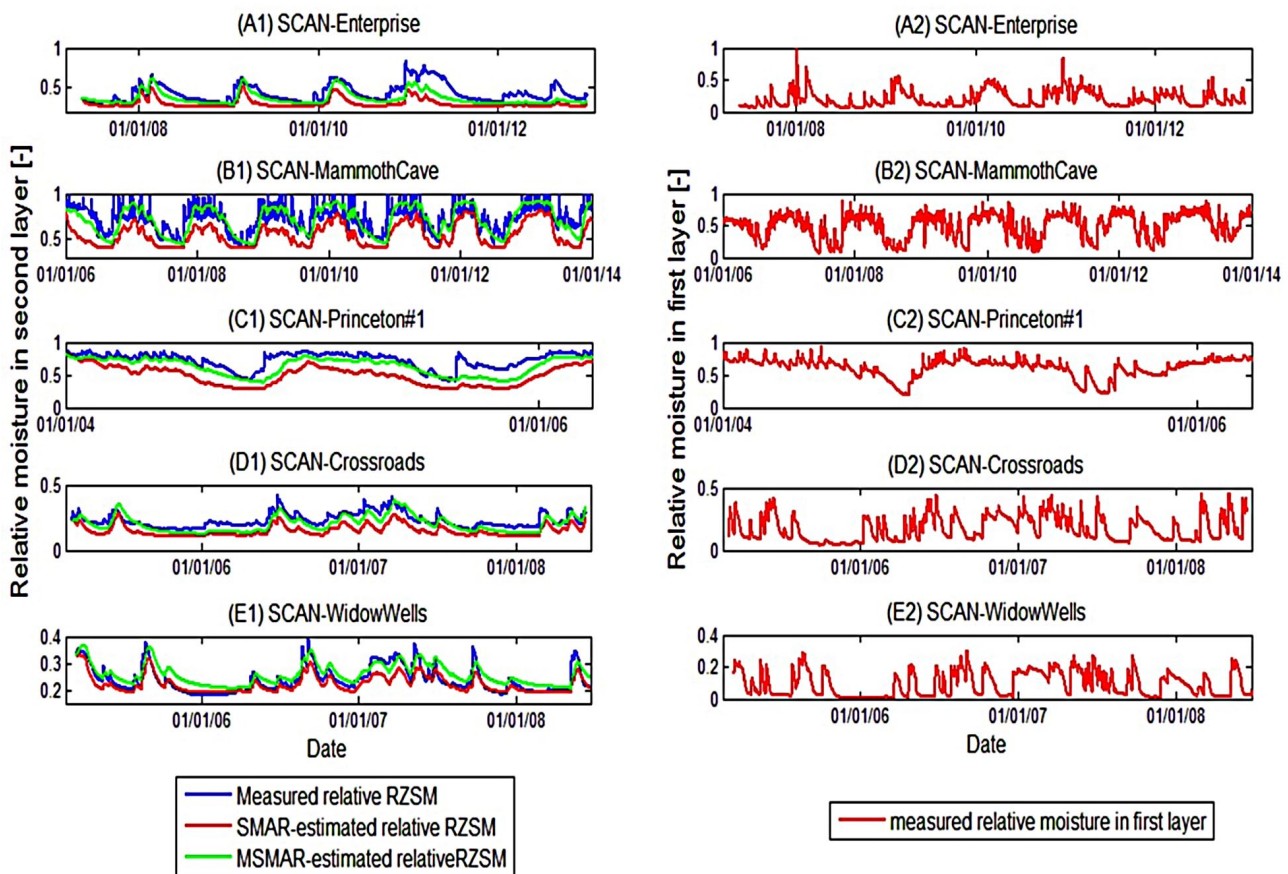 (A1) SCAN-Enterprise
1
0.5
01/01/08 01/01/10 01/01/12
(B1) SCAN-MammothCave
1
0.5
01/01/06 01/01/08 01/01/10 01/01/12 01/01/14
(C1) SCAN-Princeton#1
1
0.5
0
01/01/04 01/01/06
(D1) SCAN-Crossroads
0.5
0
01/01/06 01/01/07 01/01/08
(E1) SCAN-WidowWells
0.4
0.3
0.2
01/01/06 01/01/07 01/01/08
Date
Relative moisture in second layer [-]
Measured relative RZSM
SMAR-estimated relative RZSM
MSMAR-estimated relativeRZSM
(A2) SCAN-Enterprise
1
0.5
0
01/01/08 01/01/10 01/01/12
(B2) SCAN-MammothCave
1
0.5
0
01/01/06 01/01/08 01/01/10 01/01/12 01/01/14
(C2) SCAN-Princeton#1
1
0.5
0
01/01/04 01/01/06
(D2) SCAN-Crossroads
0.5
0
01/01/06 01/01/07 01/01/08
(E2) SCAN-WidowWells
0.4
0.2
0
01/01/06 01/01/07 01/01/08
Date
Relative moisture in first layer [-]
measured relative moisture in first layer